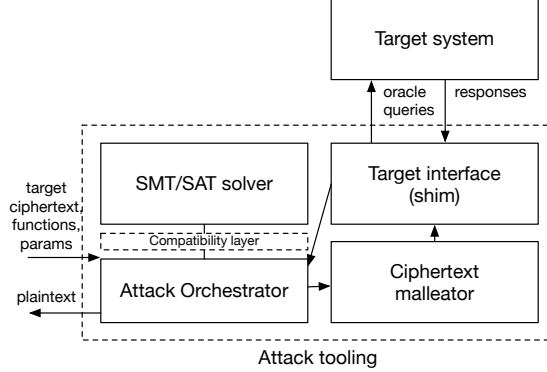 Target system
oracle
queries
responses
target
ciphertext,
functions,
params
SMT/SAT solver
Target interface
(shim)
Compatibility layer
Attack Orchestrator
Ciphertext
malleator
plaintext
Attack tooling